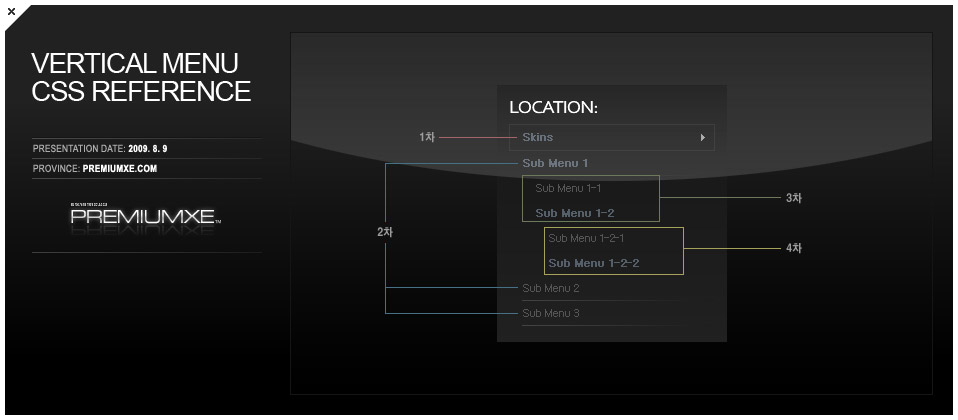 VERTICAL MENU
CSS REFERENCE
PRESENTATION DATE: 2009. 8. 9
PROVINCE: PREMIUMXE.COM
PREMIUMXE™
LOCATION:
1차
Skins
Sub Menu 1
Sub Menu 1-1
3차
Sub Menu 1-2
2차
Sub Menu 1-2-1
4차
Sub Menu 1-2-2
Sub Menu 2
Sub Menu 3